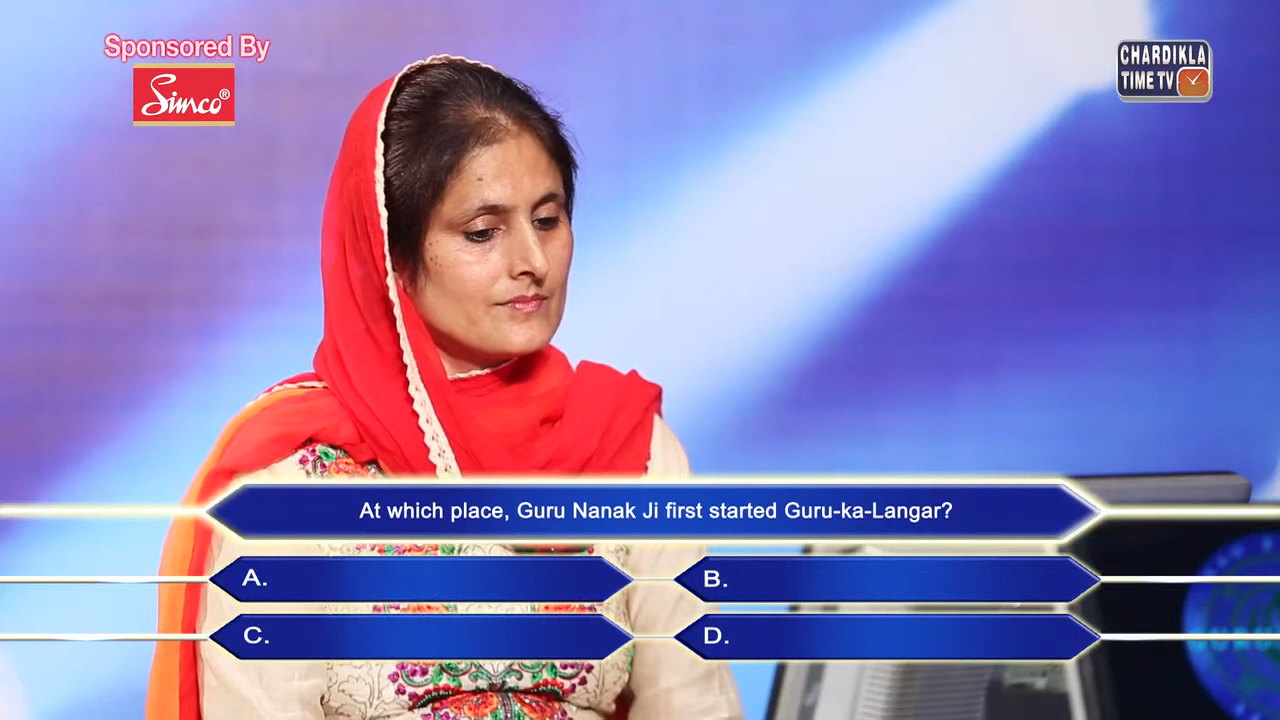 Sponsored By
Simco®
CHARDIKLA
TIME TV
At which place, Guru Nanak Ji first started Guru-ka-Langar?
A.
B.
C.
D.